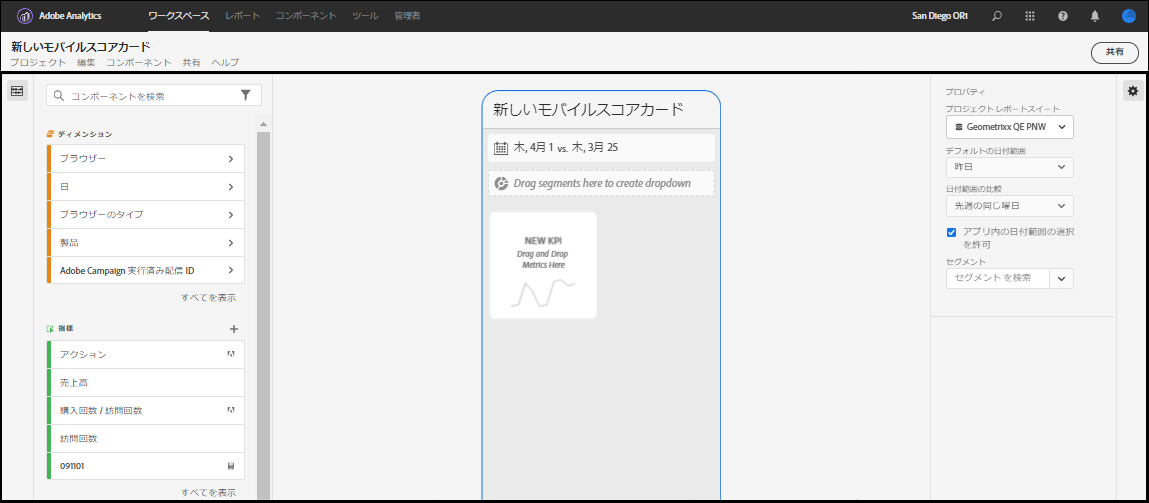 Adobe Analytics ワークスペース レポート コンポーネント ツール 管理者 San Diego OR1
新しいモバイルスコアカード
プロジェクト 編集 コンポーネント 共有 ヘルプ
共有
コンポーネントを検索
ディメンション
ブラウザー
日
ブラウザーのタイプ
製品
Adobe Campaign 実行済み配信 ID
すべてを表示
指標
アクション
売上高
購入回数 / 訪問回数
訪問回数
091101
すべてを表示
新しいモバイルスコアカード
木, 4月 1 vs. 木, 3月 25
Drag segments here to create dropdown
NEW KPI
Drag and Drop
Metrics Here
プロパティ
プロジェクトレポートスイート
Geometrixx QE PNW
デフォルトの日付範囲
昨日
日付範囲の比較
先週の同じ曜日
アプリ内の日付範囲の選択
を許可
セグメント
セグメント を検索